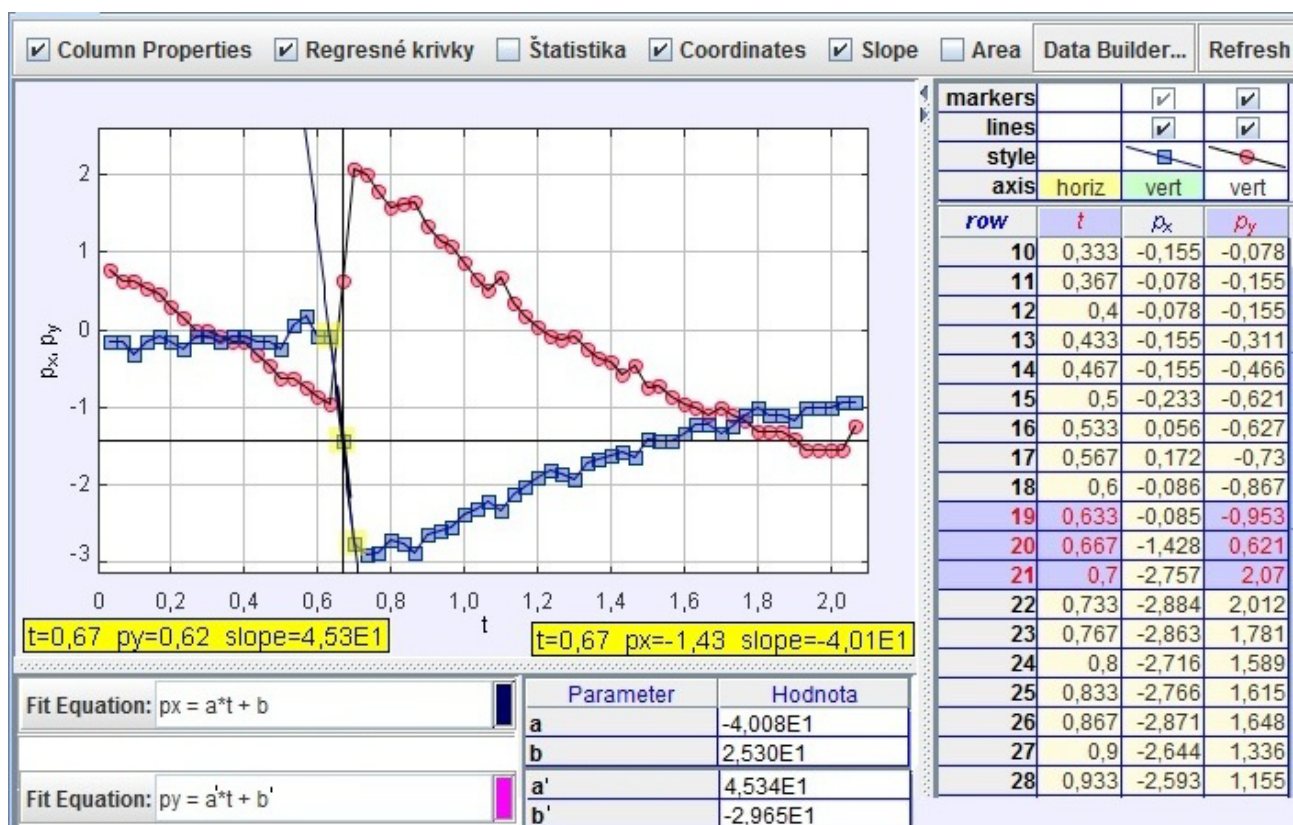 Column Properties Regresné krivky Štatistika Coordinates Slope Area Data Builder... Refresh
px, py
2
1
0
-1
-2
-3
0 0,2 0,4 0,6 0,8 1,0 1,2 1,4 1,6 1,8 2,0
t
t=0,67 py=0,62 slope=4,53E1
t=0,67 px=-1,43 slope=-4,01E1
markers
lines
style
axis horiz vert vert
row t px py
10 0,333 -0,155 -0,078
11 0,367 -0,078 -0,155
12 0,4 -0,078 -0,155
13 0,433 -0,155 -0,311
14 0,467 -0,155 -0,466
15 0,5 -0,233 -0,621
16 0,533 0,056 -0,627
17 0,567 0,172 -0,73
18 0,6 -0,086 -0,867
19 0,633 -0,085 -0,953
20 0,667 -1,428 0,621
21 0,7 -2,757 2,07
22 0,733 -2,884 2,012
23 0,767 -2,863 1,781
24 0,8 -2,716 1,589
25 0,833 -2,766 1,615
26 0,867 -2,871 1,648
27 0,9 -2,644 1,336
28 0,933 -2,593 1,155
Fit Equation: px = a*t + b
Fit Equation: py = a'*t + b'
Parameter Hodnota
a -4,008E1
b 2,530E1
a' 4,534E1
b' -2,965E1